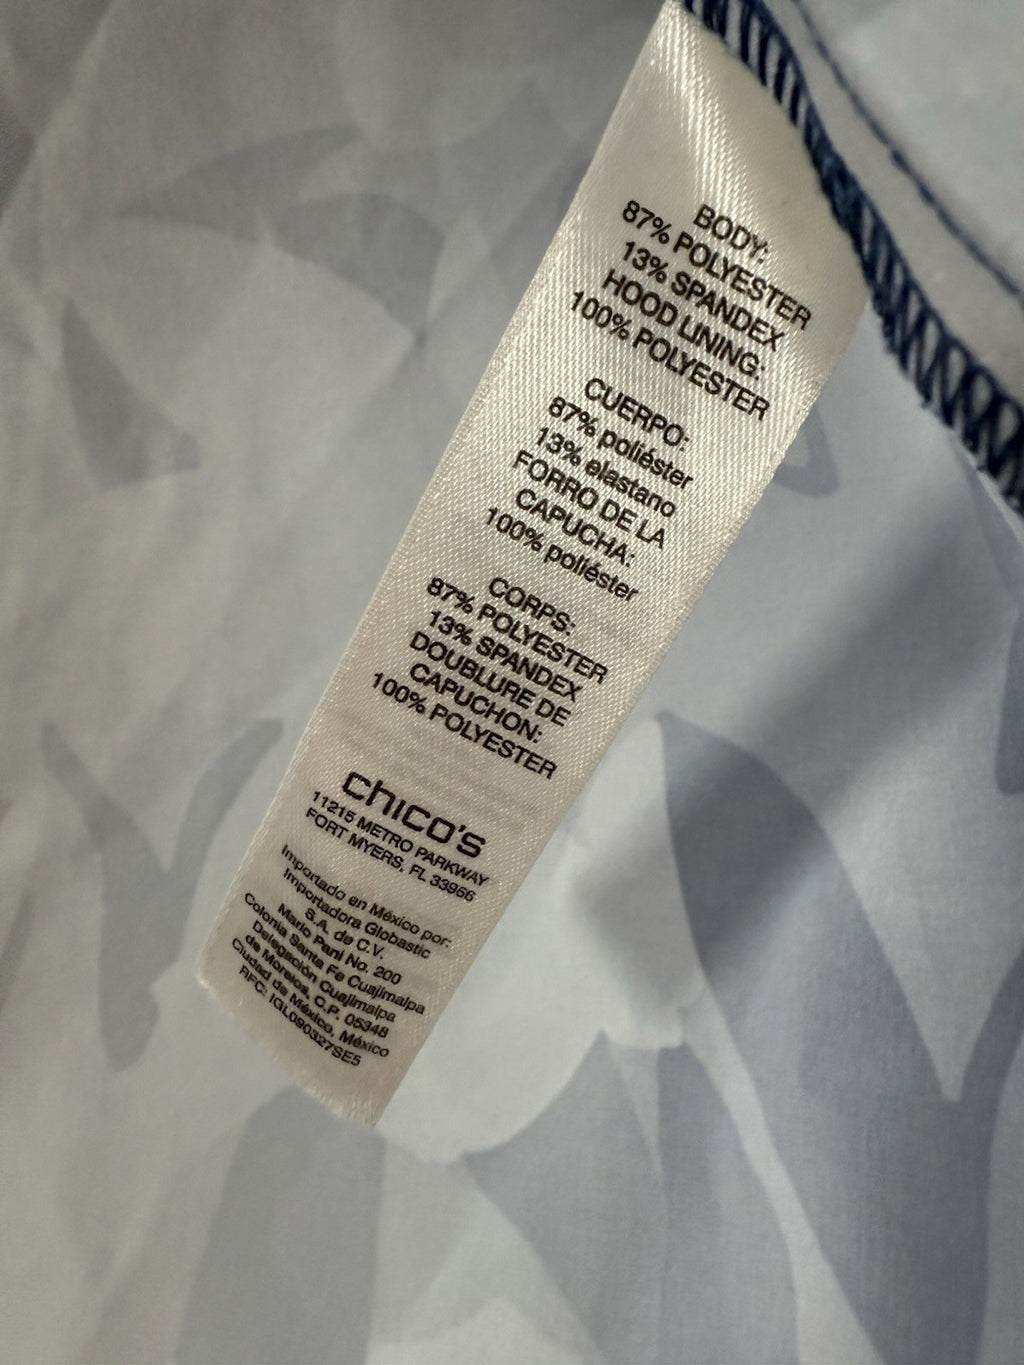 BODY:
87% POLYESTER
13% SPANDEX
HOOD LINING:
100% POLYESTER
CUERPO:
87% poliéster
13% elastano
FORRO DE LA
CAPUCHA:
100% poliéster
CORPS:
87% POLYESTER
13% SPANDEX
DOUBLURE DE
CAPUCHON:
100% POLYESTER
chico's
11215 METRO PARKWAY
FORT MYERS, FL 33966
Importado en México por:
Importadora Globastic
S.A. de C.V.
Mario Pani No. 200
Colonia Santa Fe Cuajimalpa
Delegación Cuajimalpa
de Morelos, C.P. 05348
Ciudad de México, México
RFC: IGL090327SE5